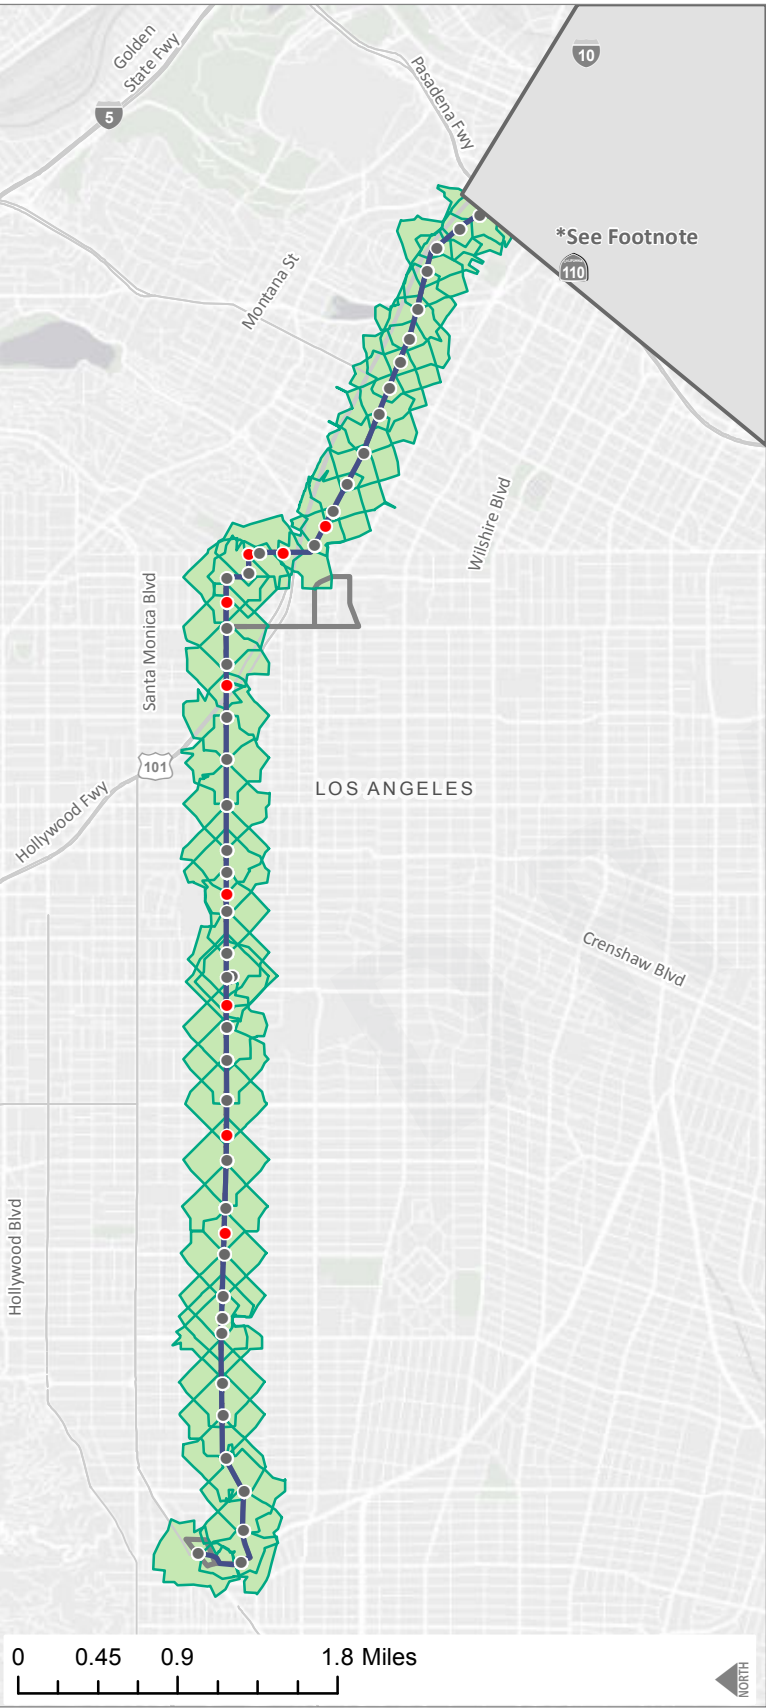 Golden
State Fwy
5
Pasadena Fwy
10
*See Footnote
110
Montana St
Wilshire Blvd
Santa Monica Blvd
101
Hollywood Fwy
LOS ANGELES
Crenshaw Blvd
Hollywood Blvd
0 0.45 0.9 1.8 Miles
NORTH